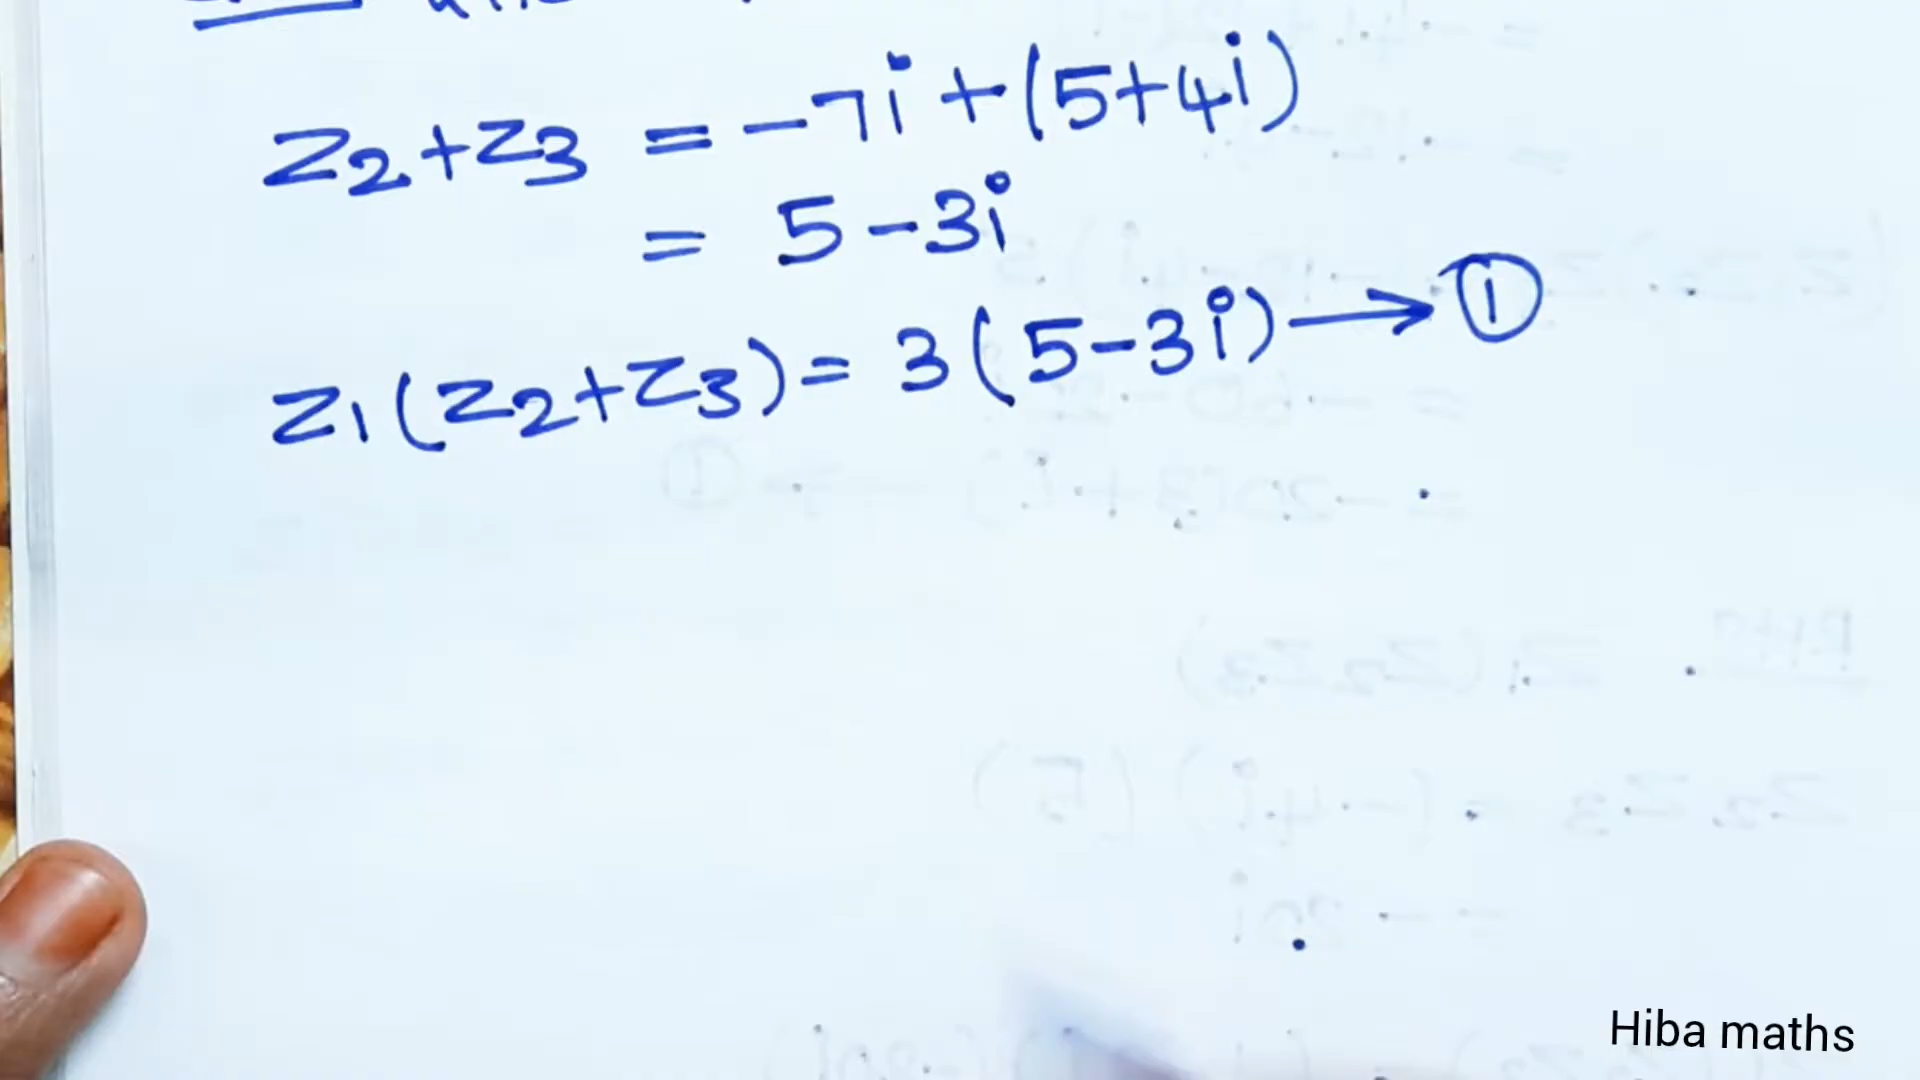 z₂+z₃ = -7i+(5+4i)
= 5-3i
z₁(z₂+z₃) = 3(5-3i) → ①
Hiba maths